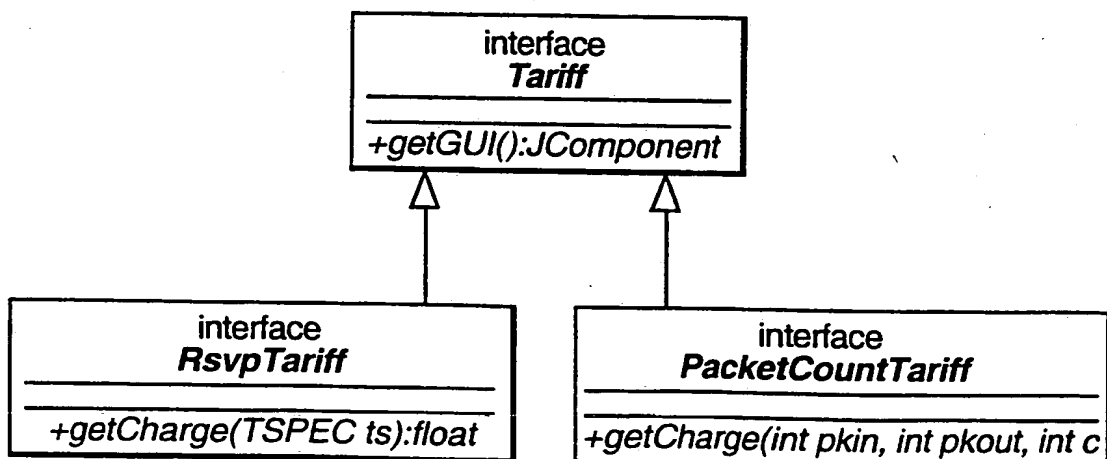 interface
Tariff
+getGUI():JComponent
interface
RsvpTariff
+getCharge(TSPEC ts):float
interface
PacketCountTariff
+getCharge(int pkin, int pkout, int c